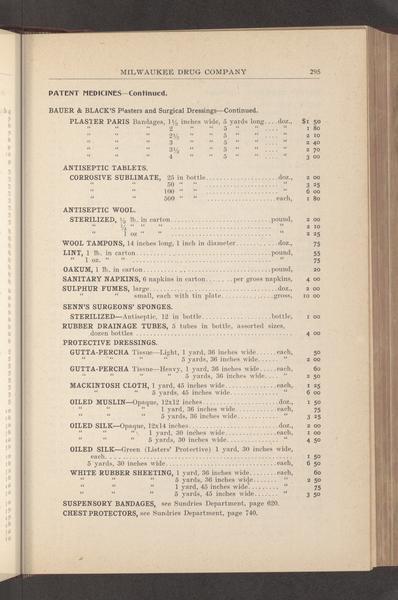 MILWAUKEE DRUG COMPANY 295
PATENT MEDICINES—Continued.
BAUER & BLACK'S Plasters and Surgical Dressings—Continued.
PLASTER PARIS Bandages, 1½ inches wide, 5 yards long....doz., $1 50
" " " 2 " " 5 " " .... " 1 80
" " " 2½ " " 5 " " .... " 2 10
" " " 3 " " 5 " " .... " 2 40
" " " 3½ " " 5 " " .... " 2 70
" " " 4 " " 5 " " .... " 3 00
ANTISEPTIC TABLETS.
CORROSIVE SUBLIMATE, 25 in bottle....doz., 2 00
" " 50 " " .... " 3 25
" " 100 " " .... " 6 00
" " 500 " " ....each, 1 80
ANTISEPTIC WOOL.
STERILIZED, ½ lb. in carton....pound, 2 00
" ¼ " " " .... " 2 10
" 1 oz " " .... " 2 25
WOOL TAMPONS, 14 inches long, 1 inch in diameter....doz., 75
LINT, 1 lb. in carton....pound, 55
" 1 oz. " " .... " 75
OAKUM, 1 lb. in carton....pound, 20
SANITARY NAPKINS, 6 napkins in carton....per gross napkins, 4 00
SULPHUR FUMES, large....doz., 2 00
" " small, each with tin plate....gross, 10 00
SENN'S SURGEONS' SPONGES.
STERILIZED—Antiseptic, 12 in bottle....bottle, 1 00
RUBBER DRAINAGE TUBES, 5 tubes in bottle, assorted sizes,
dozen bottles.... 4 00
PROTECTIVE DRESSINGS.
GUTTA-PERCHA Tissue—Light, 1 yard, 36 inches wide....each, 50
" " " " 5 yards, 36 inches wide.... " 2 00
GUTTA-PERCHA Tissue—Heavy, 1 yard, 36 inches wide....each, 60
" " " " 5 yards, 36 inches wide.... " 2 50
MACKINTOSH CLOTH, 1 yard, 45 inches wide....each, 1 25
" " 5 yards, 45 inches wide.... " 6 00
OILED MUSLIN—Opaque, 12x12 inches....doz., 1 50
" " " 1 yard, 36 inches wide....each, 75
" " " 5 yards, 36 inches wide.... " 3 25
OILED SILK—Opaque, 12x14 inches....doz., 2 00
" " " 1 yard, 30 inches wide....each, 1 00
" " " 5 yards, 30 inches wide.... " 4 50
OILED SILK—Green (Listers' Protective) 1 yard, 30 inches wide,
each.... 1 50
5 yards, 30 inches wide....each, 6 50
WHITE RUBBER SHEETING, 1 yard, 36 inches wide....each, 60
" " " 5 yards, 36 inches wide.... " 2 50
" " " 1 yard, 45 inches wide.... " 75
" " " 5 yards, 45 inches wide.... " 3 50
SUSPENSORY BANDAGES, see Sundries Department, page 620.
CHEST PROTECTORS, see Sundries Department, page 740.